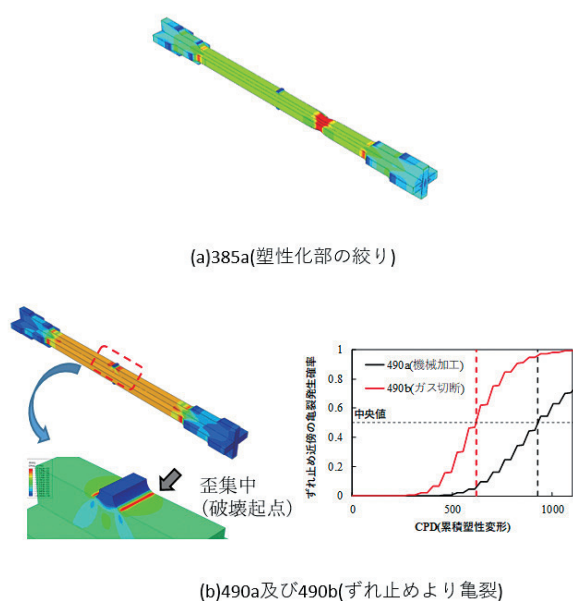 (a)385a(塑性化部の絞り)
歪集中
(破壊起点)
ずれ止め近傍の亀裂発生確率
1
0.8
0.6
0.4
0.2
0
中央値
490a(機械加工)
490b(ガス切断)
0
500
1000
CPD(累積塑性変形)
(b)490a及び490b(ずれ止めより亀裂)